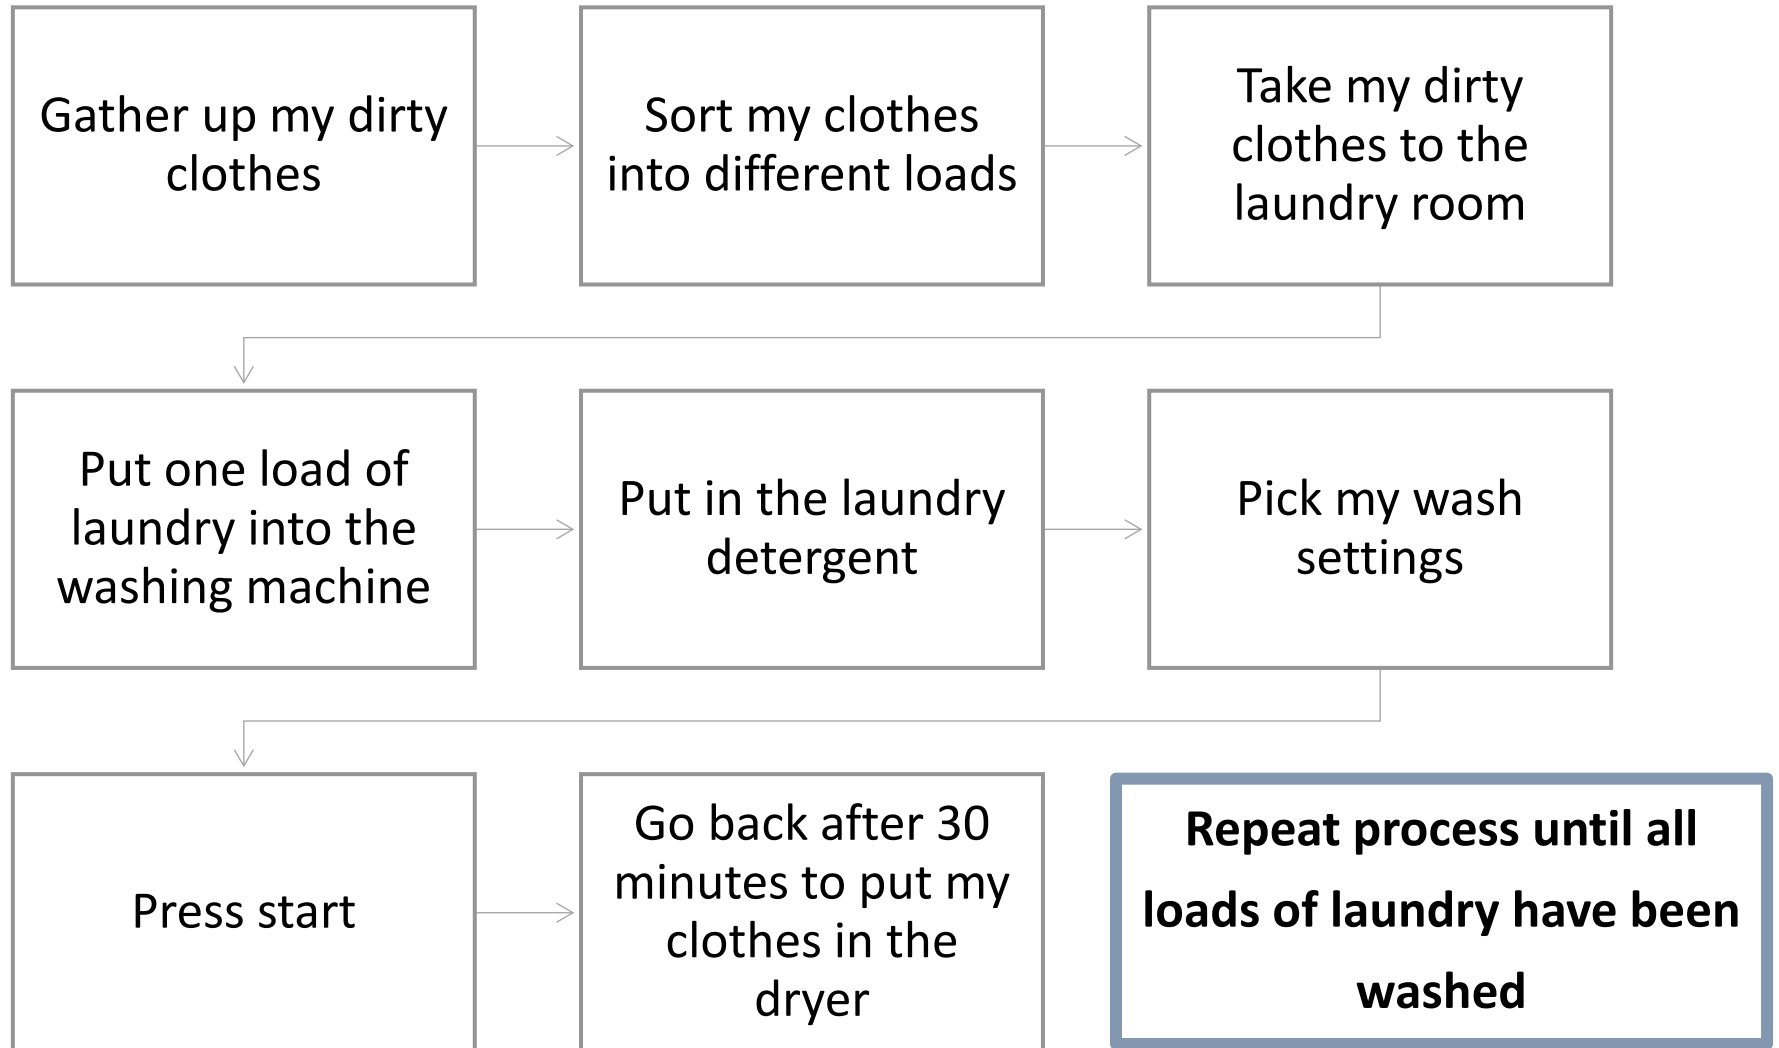 Gather up my dirty
clothes
Sort my clothes
into different loads
Take my dirty
clothes to the
laundry room
Put one load of
laundry into the
washing machine
Put in the laundry
detergent
Pick my wash
settings
Press start
Go back after 30
minutes to put my
clothes in the
dryer
Repeat process until all
loads of laundry have been
washed